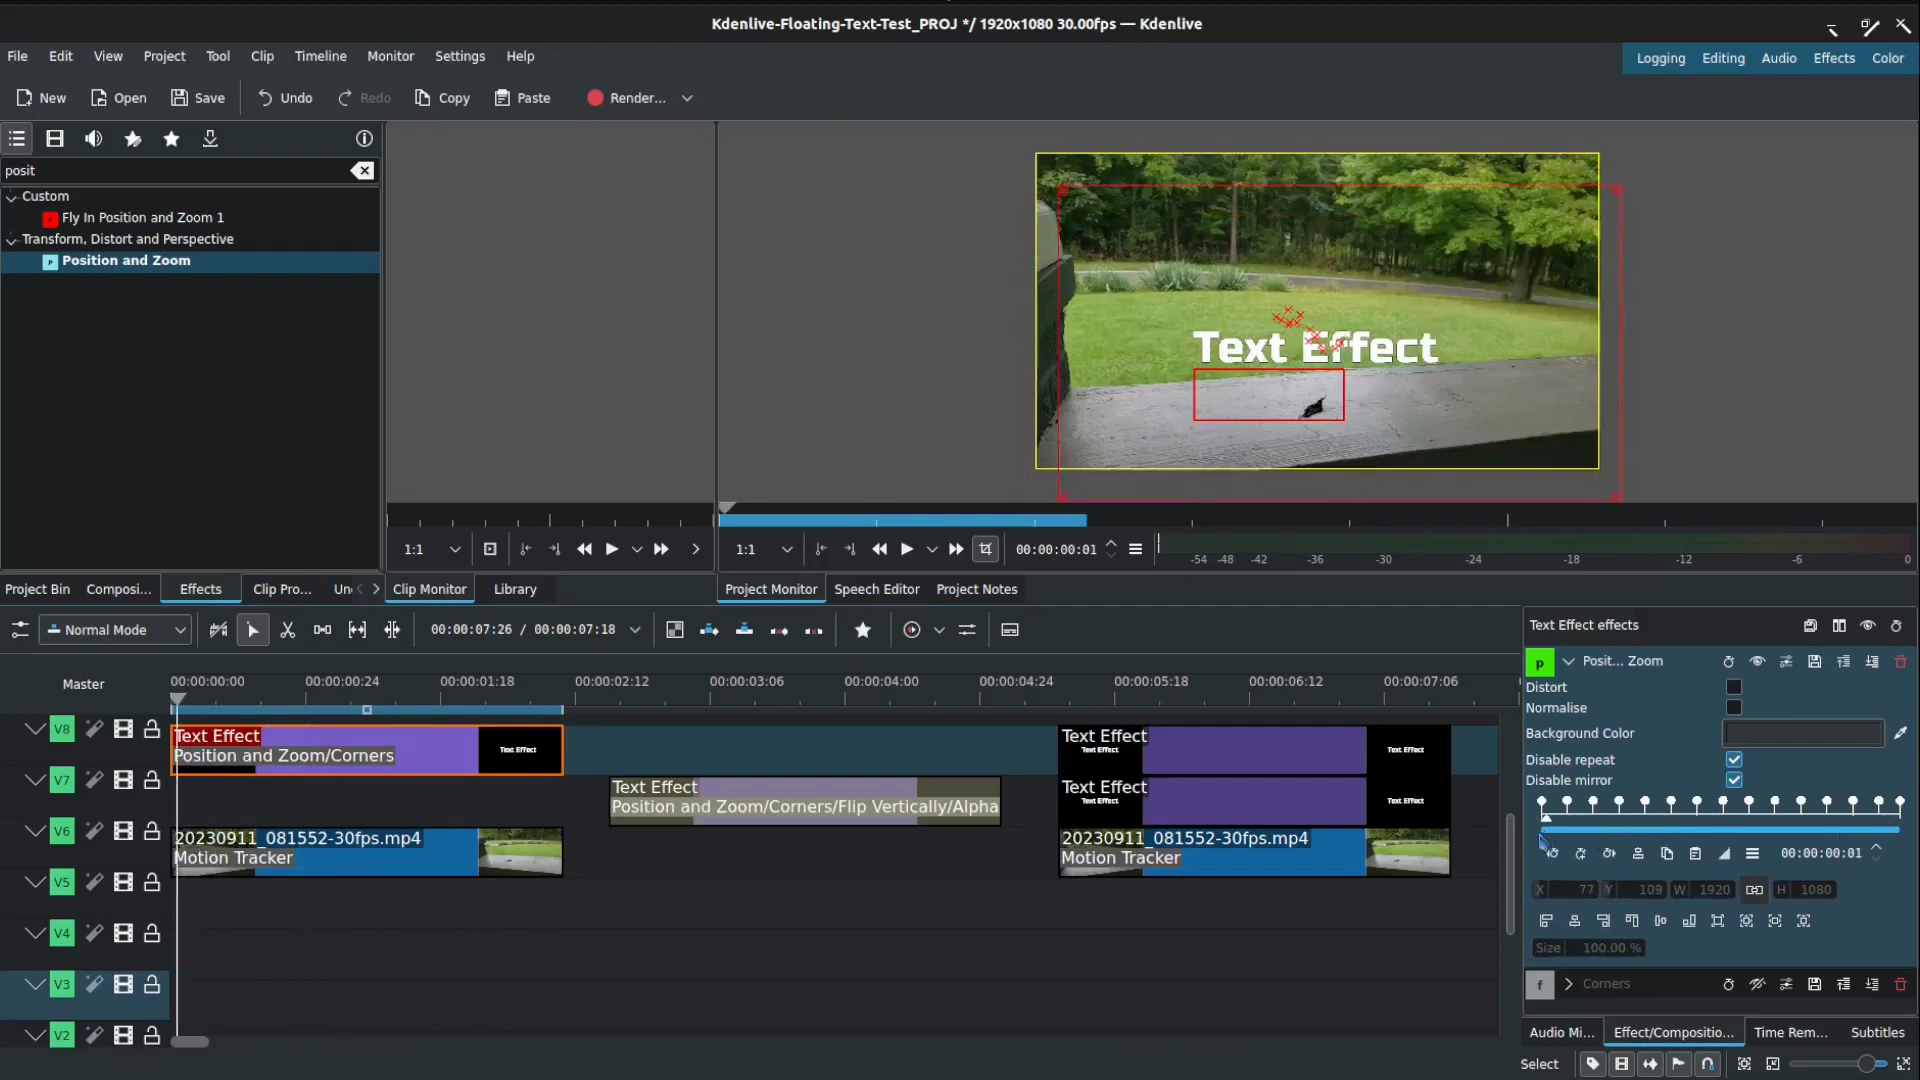 Kdenlive-Floating-Text-Test_PROJ */ 1920x1080 30.00fps — Kdenlive
File Edit View Project Tool Clip Timeline Monitor Settings Help
Logging Editing Audio Effects Color
New Open Save Undo Redo Copy Paste Render...
posit
Custom
Fly In Position and Zoom 1
Transform, Distort and Perspective
P Position and Zoom
Text Effect
1:1
1:1 00:00:00:01
-54 -48 -42 -36 -30 -24 -18 -12 -6 0
Project Bin Composi... Effects Clip Pro... Un
Clip Monitor Library
Project Monitor Speech Editor Project Notes
Normal Mode 00:00:07:26 / 00:00:07:18
Master 00:00:00:00 00:00:00:24 00:00:01:18 00:00:02:12 00:00:03:06 00:00:04:00 00:00:04:24 00:00:05:18 00:00:06:12 00:00:07:06
V8
Text Effect
Position and Zoom/Corners
Text Effect
Text Effect
Text Effect
Text Effect
V7
Text Effect
Position and Zoom/Corners/Flip Vertically/Alpha
Text Effect
Text Effect
Text Effect
V6
20230911_081552-30fps.mp4
Motion Tracker
20230911_081552-30fps.mp4
Motion Tracker
V5
V4
V3
V2
Text Effect effects
p Posit... Zoom
Distort
Normalise
Background Color
Disable repeat
Disable mirror
00:00:00:01
X 77 Y 109 W 1920 H 1080
Size 100.00 %
f Corners
Audio Mi... Effect/Compositio... Time Rem... Subtitles
Select